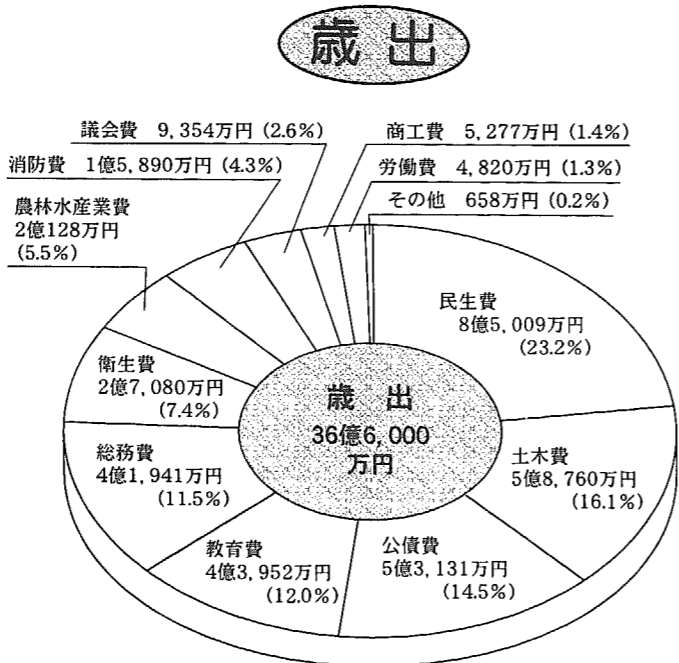 歳出
議会費 9,354万円 (2.6%)
消防費 1億5,890万円 (4.3%)
農林水産業費
2億128万円
(5.5%)
商工費 5,277万円 (1.4%)
労働費 4,820万円 (1.3%)
その他 658万円 (0.2%)
民生費
8億5,009万円
(23.2%)
衛生費
2億7,080万円
(7.4%)
歳出
36億6,000
万円
総務費
4億1,941万円
(11.5%)
土木費
5億8,760万円
(16.1%)
教育費
4億3,952万円
(12.0%)
公債費
5億3,131万円
(14.5%)